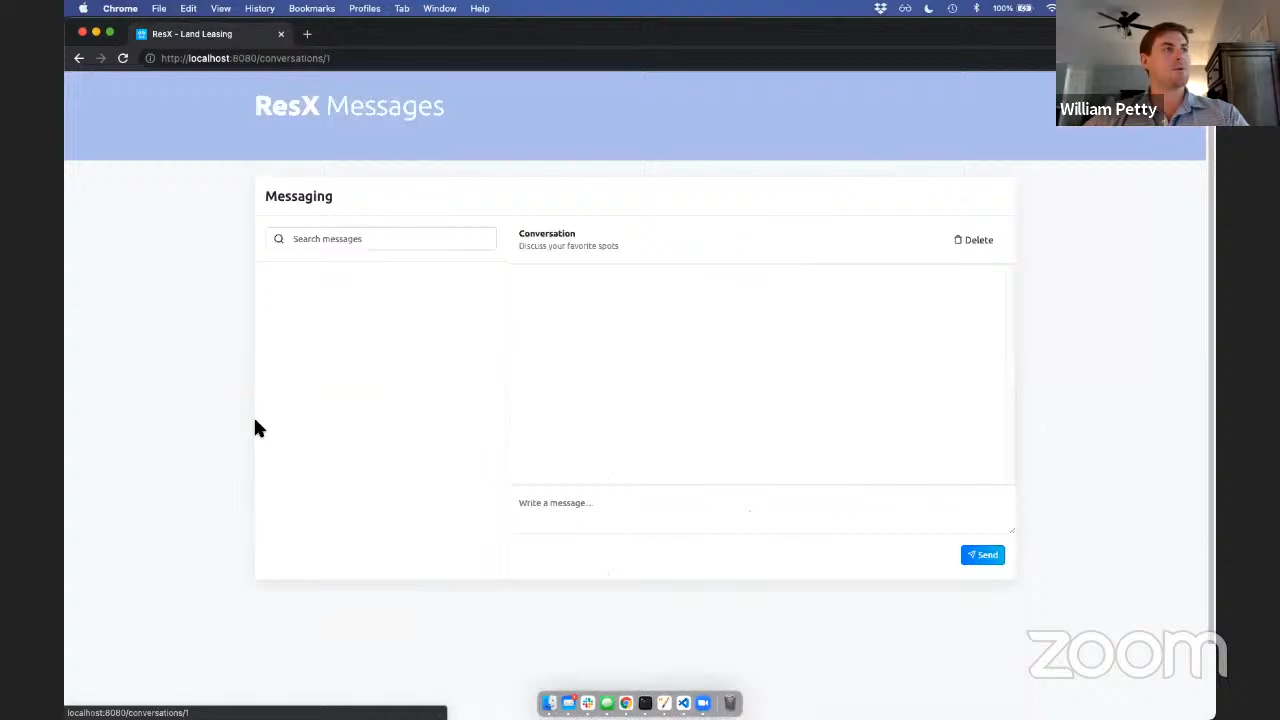 Chrome File Edit View History Bookmarks Profiles Tab Window Help 100%
ResX - Land Leasing
http://localhost:8080/conversations/1
William Petty
ResX Messages
Messaging
Search messages
Conversation
Discuss your favorite spots
Delete
Write a message...
Send
zoom
localhost:8080/conversations/1